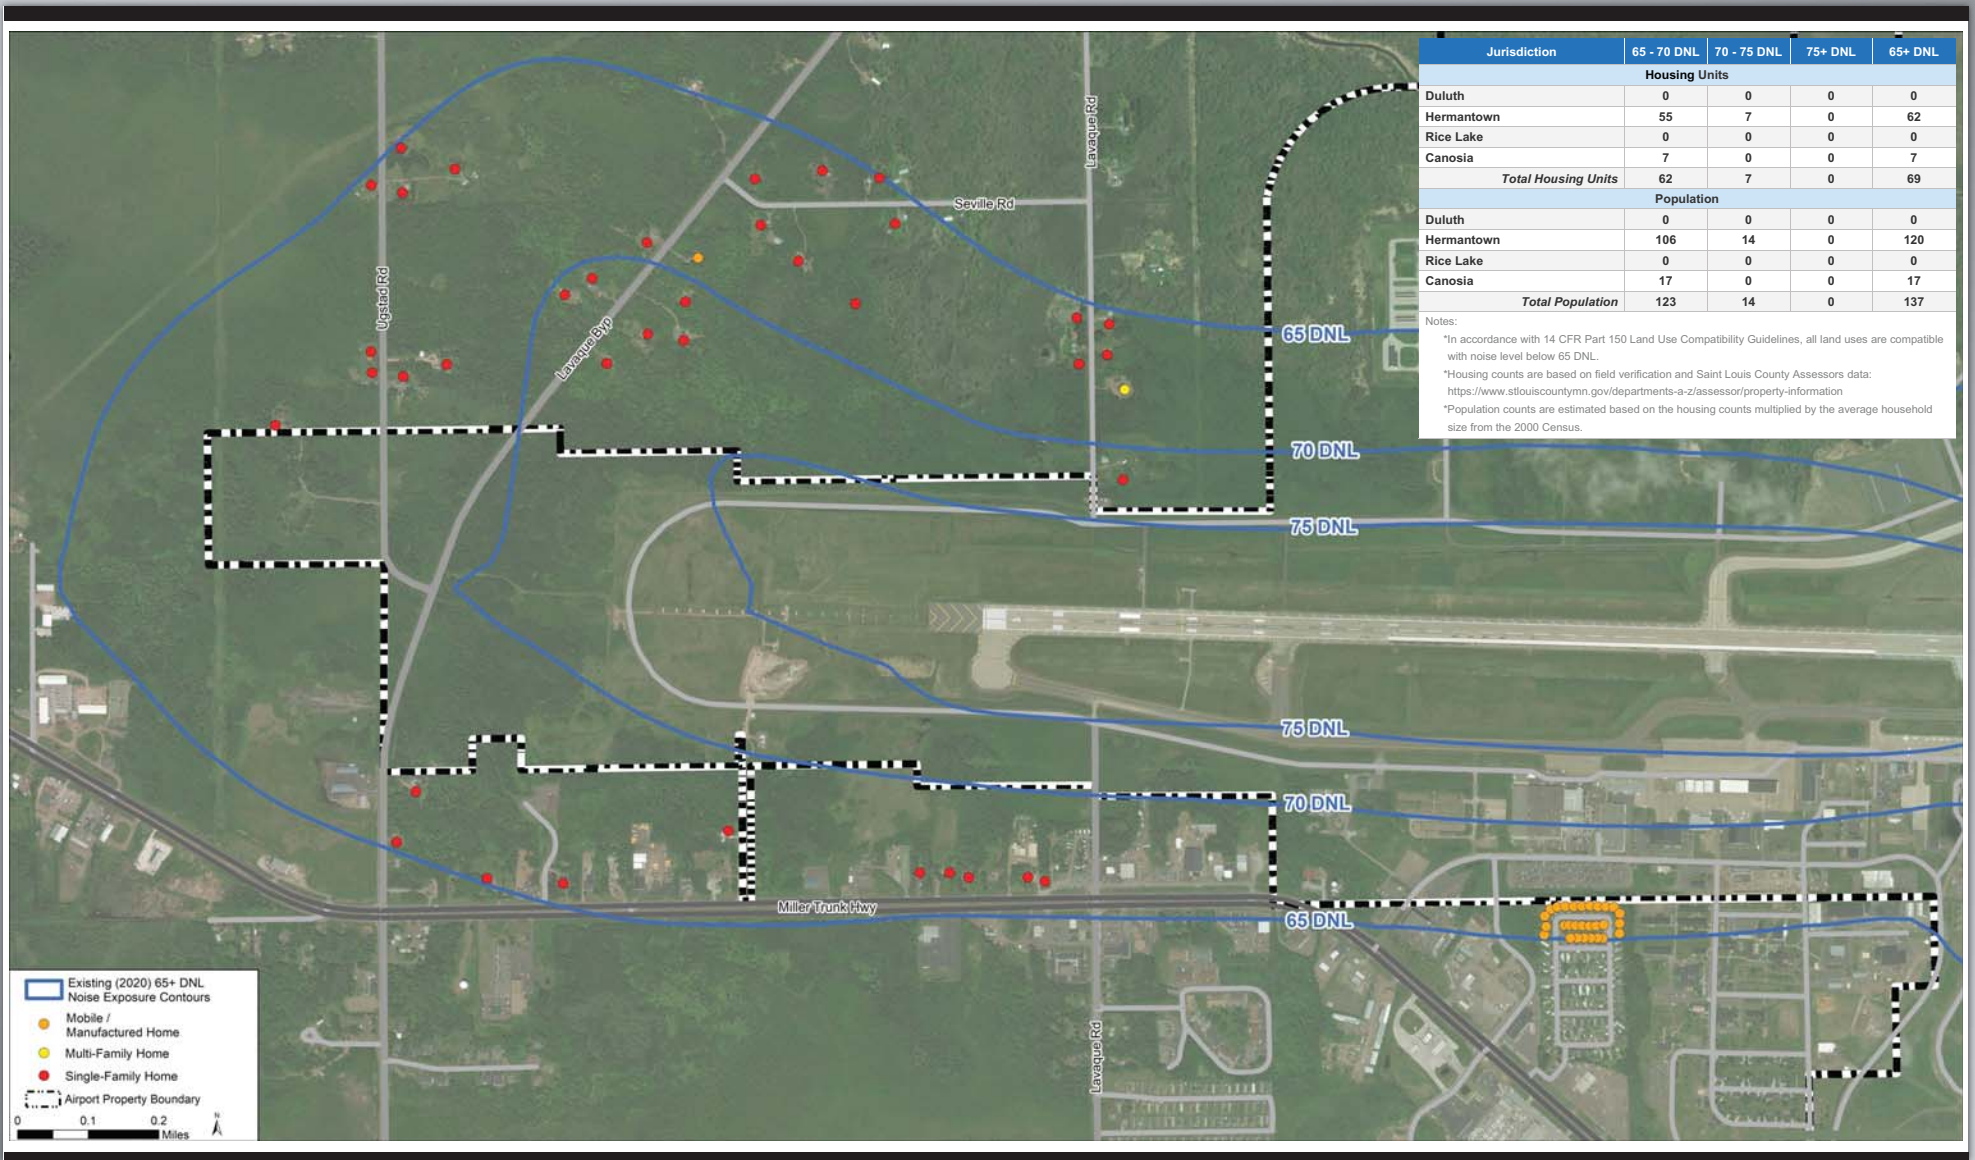 Jurisdiction 65 - 70 DNL 70 - 75 DNL 75+ DNL 65+ DNL
Housing Units
Duluth 0 0 0 0
Hermantown 55 7 0 62
Rice Lake 0 0 0 0
Canosia 7 0 0 7
Total Housing Units 62 7 0 69
Population
Duluth 0 0 0 0
Hermantown 106 14 0 120
Rice Lake 0 0 0 0
Canosia 17 0 0 17
Total Population 123 14 0 137
Notes:
*In accordance with 14 CFR Part 150 Land Use Compatibility Guidelines, all land uses are compatible
with noise level below 65 DNL.
*Housing counts are based on field verification and Saint Louis County Assessors data:
https://www.stlouiscountymn.gov/departments-a-z/assessor/property-information
*Population counts are estimated based on the housing counts multiplied by the average household
size from the 2000 Census.
Lavaque Rd
Seville Rd
Ugstad Rd
Lavaque Byp
65 DNL
70 DNL
75 DNL
75 DNL
70 DNL
Miller Trunk Hwy
65 DNL
Lavaque Rd
Existing (2020) 65+ DNL
Noise Exposure Contours
Mobile /
Manufactured Home
Multi-Family Home
Single-Family Home
Airport Property Boundary
0 0.1 0.2
Miles
N